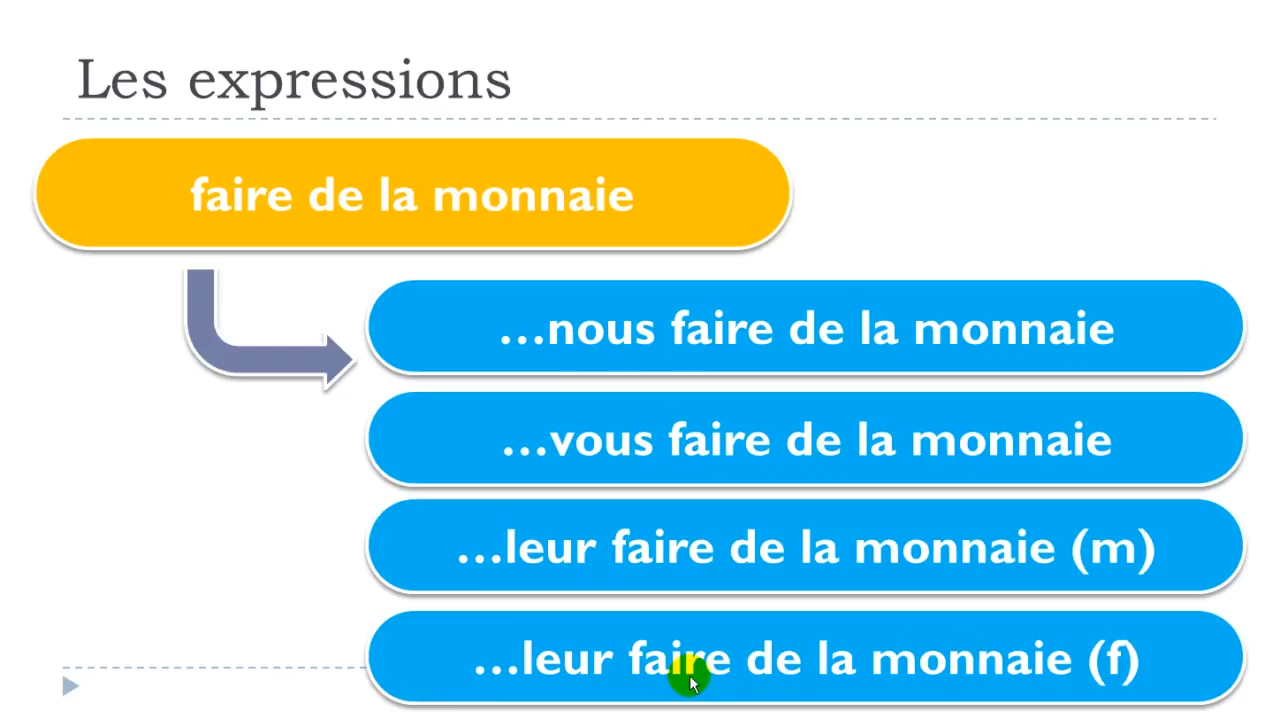 Les expressions
faire de la monnaie
…nous faire de la monnaie
…vous faire de la monnaie
…leur faire de la monnaie (m)
…leur faire de la monnaie (f)